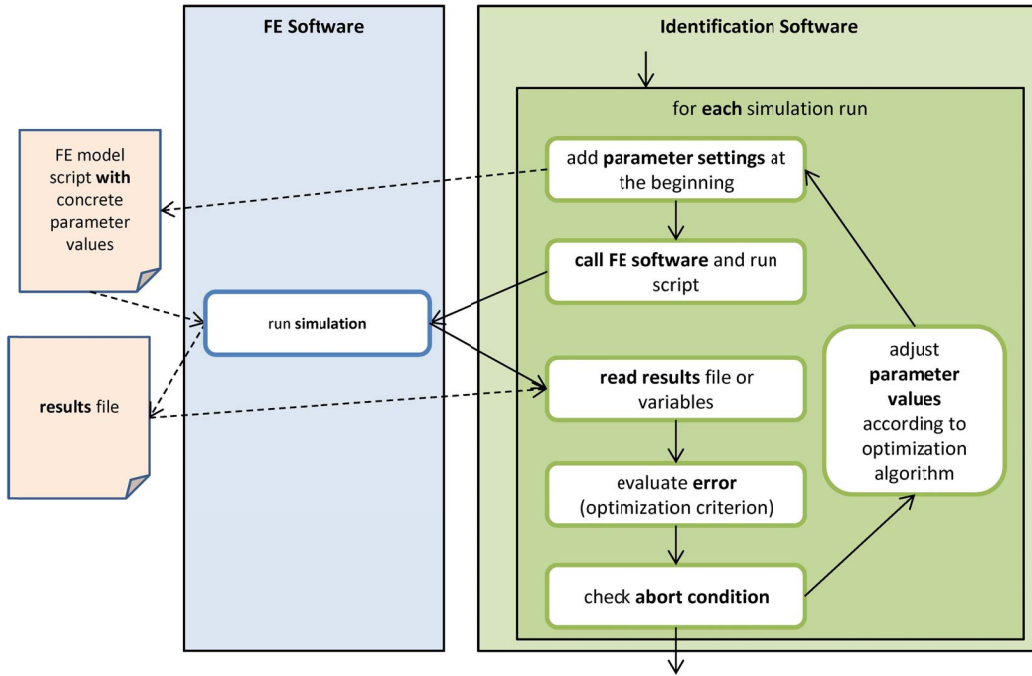 FE Software
Identification Software
for each simulation run
FE model
script with
concrete
parameter
values
add parameter settings at
the beginning
call FE software and run
script
run simulation
results file
read results file or
variables
adjust
parameter
values
according to
optimization
algorithm
evaluate error
(optimization criterion)
check abort condition